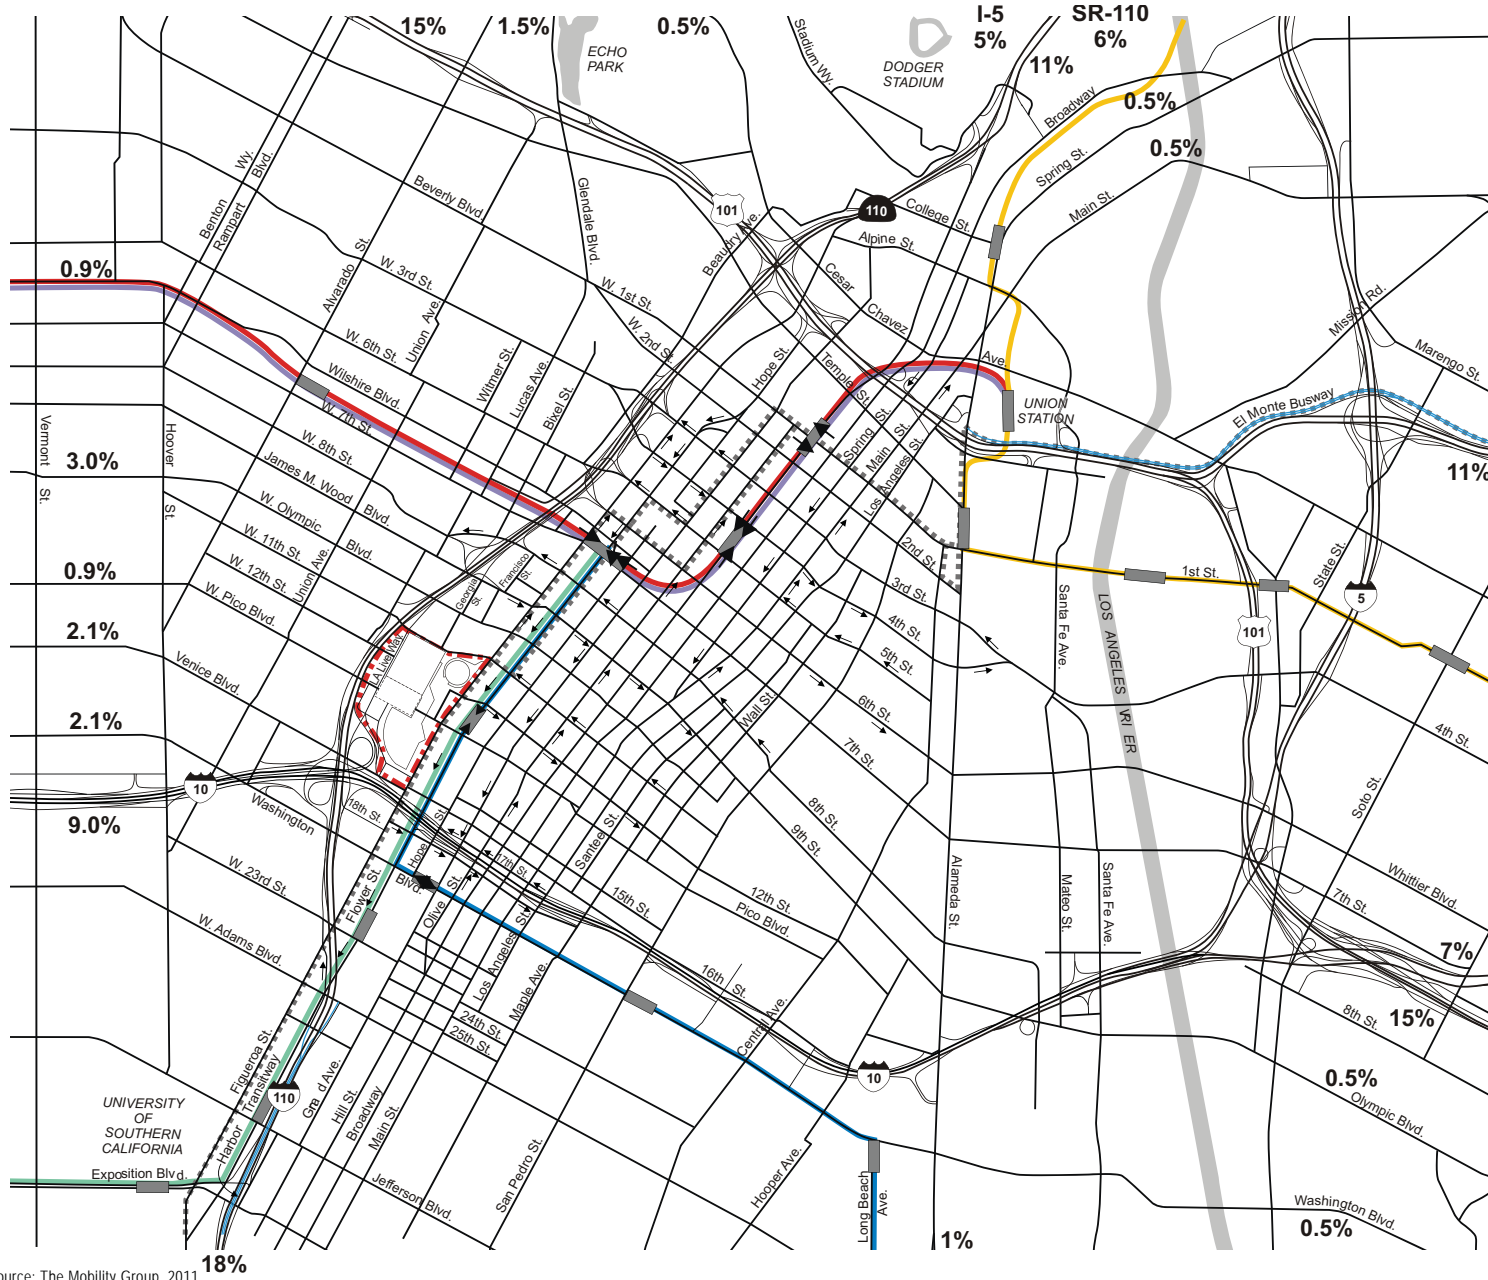 15%
1.5%
0.5%
I-5
5%
SR-110
6%
11%
ECHO
PARK
DODGER
STADIUM
Stadium Wy.
Broadway
0.5%
Spring St.
0.5%
Main St.
Benton Wy.
Rampart Blvd.
Beverly Blvd.
Glendale Blvd.
101
110
College St.
Alpine St.
Beaudry Ave.
Alvarado St.
W. 3rd St.
Union Ave.
W. 1st St.
W. 2nd St.
Cesar
Chavez
Ave.
Mission Rd.
Marengo St.
0.9%
W. 6th St.
Wilshire Blvd.
W. 7th St.
Witmer St.
Lucas Ave.
Bixel St.
Hope St.
Temple St.
UNION
STATION
El Monte Busway
Vermont St.
Hoover St.
W. 8th St.
James M. Wood Blvd.
Spring St.
Main St.
Los Angeles St.
3.0%
11%
W. Olympic Blvd.
W. 11th St.
W. 12th St.
Union Ave.
W. Pico Blvd.
Georgia St.
Francisco St.
2nd St.
3rd St.
4th St.
5th St.
6th St.
7th St.
1st St.
State St.
5
101
0.9%
2.1%
Venice Blvd.
LA Live Way
Santa Fe Ave.
LOS ANGELES VRI ER
Wall St.
4th St.
2.1%
10
Washington
Blvd.
18th St.
Hope St.
17th St.
Santee St.
8th St.
9th St.
Soto St.
9.0%
W. 23rd St.
Flower St.
Olive St.
15th St.
12th St.
Pico Blvd.
Alameda St.
Mateo St.
Santa Fe Ave.
Whittier Blvd.
7th St.
7%
W. Adams Blvd.
Los Angeles St.
Maple Ave.
16th St.
24th St.
25th St.
Central Ave.
8th St.
15%
Figueroa St.
Harbor Transitway
110
Gra d Ave.
Hill St.
Broadway
Main St.
10
0.5%
Olympic Blvd.
UNIVERSITY
OF
SOUTHERN
CALIFORNIA
Exposition Blvd.
Jefferson Blvd.
San Pedro St.
Hooper Ave.
Long Beach
Ave.
Washington Blvd.
0.5%
1%
18%
ource: The Mobility Group, 2011